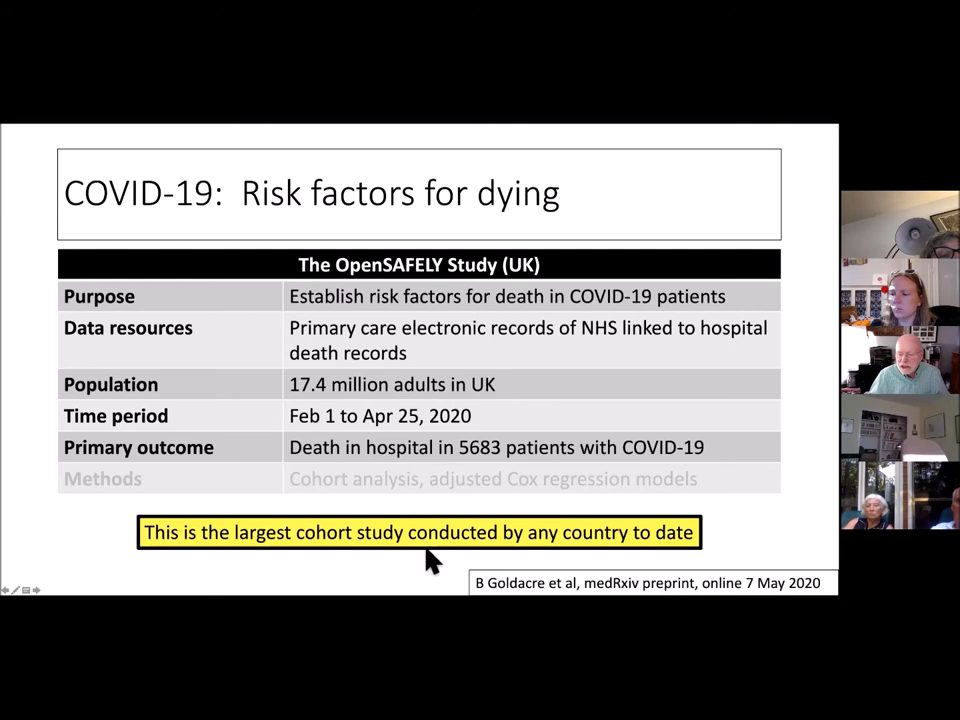 COVID-19:  Risk factors for dying
The OpenSAFELY Study (UK)
Purpose Establish risk factors for death in COVID-19 patients
Data resources Primary care electronic records of NHS linked to hospital
death records
Population 17.4 million adults in UK
Time period Feb 1 to Apr 25, 2020
Primary outcome Death in hospital in 5683 patients with COVID-19
Methods Cohort analysis, adjusted Cox regression models
This is the largest cohort study conducted by any country to date
B Goldacre et al, medRxiv preprint, online 7 May 2020